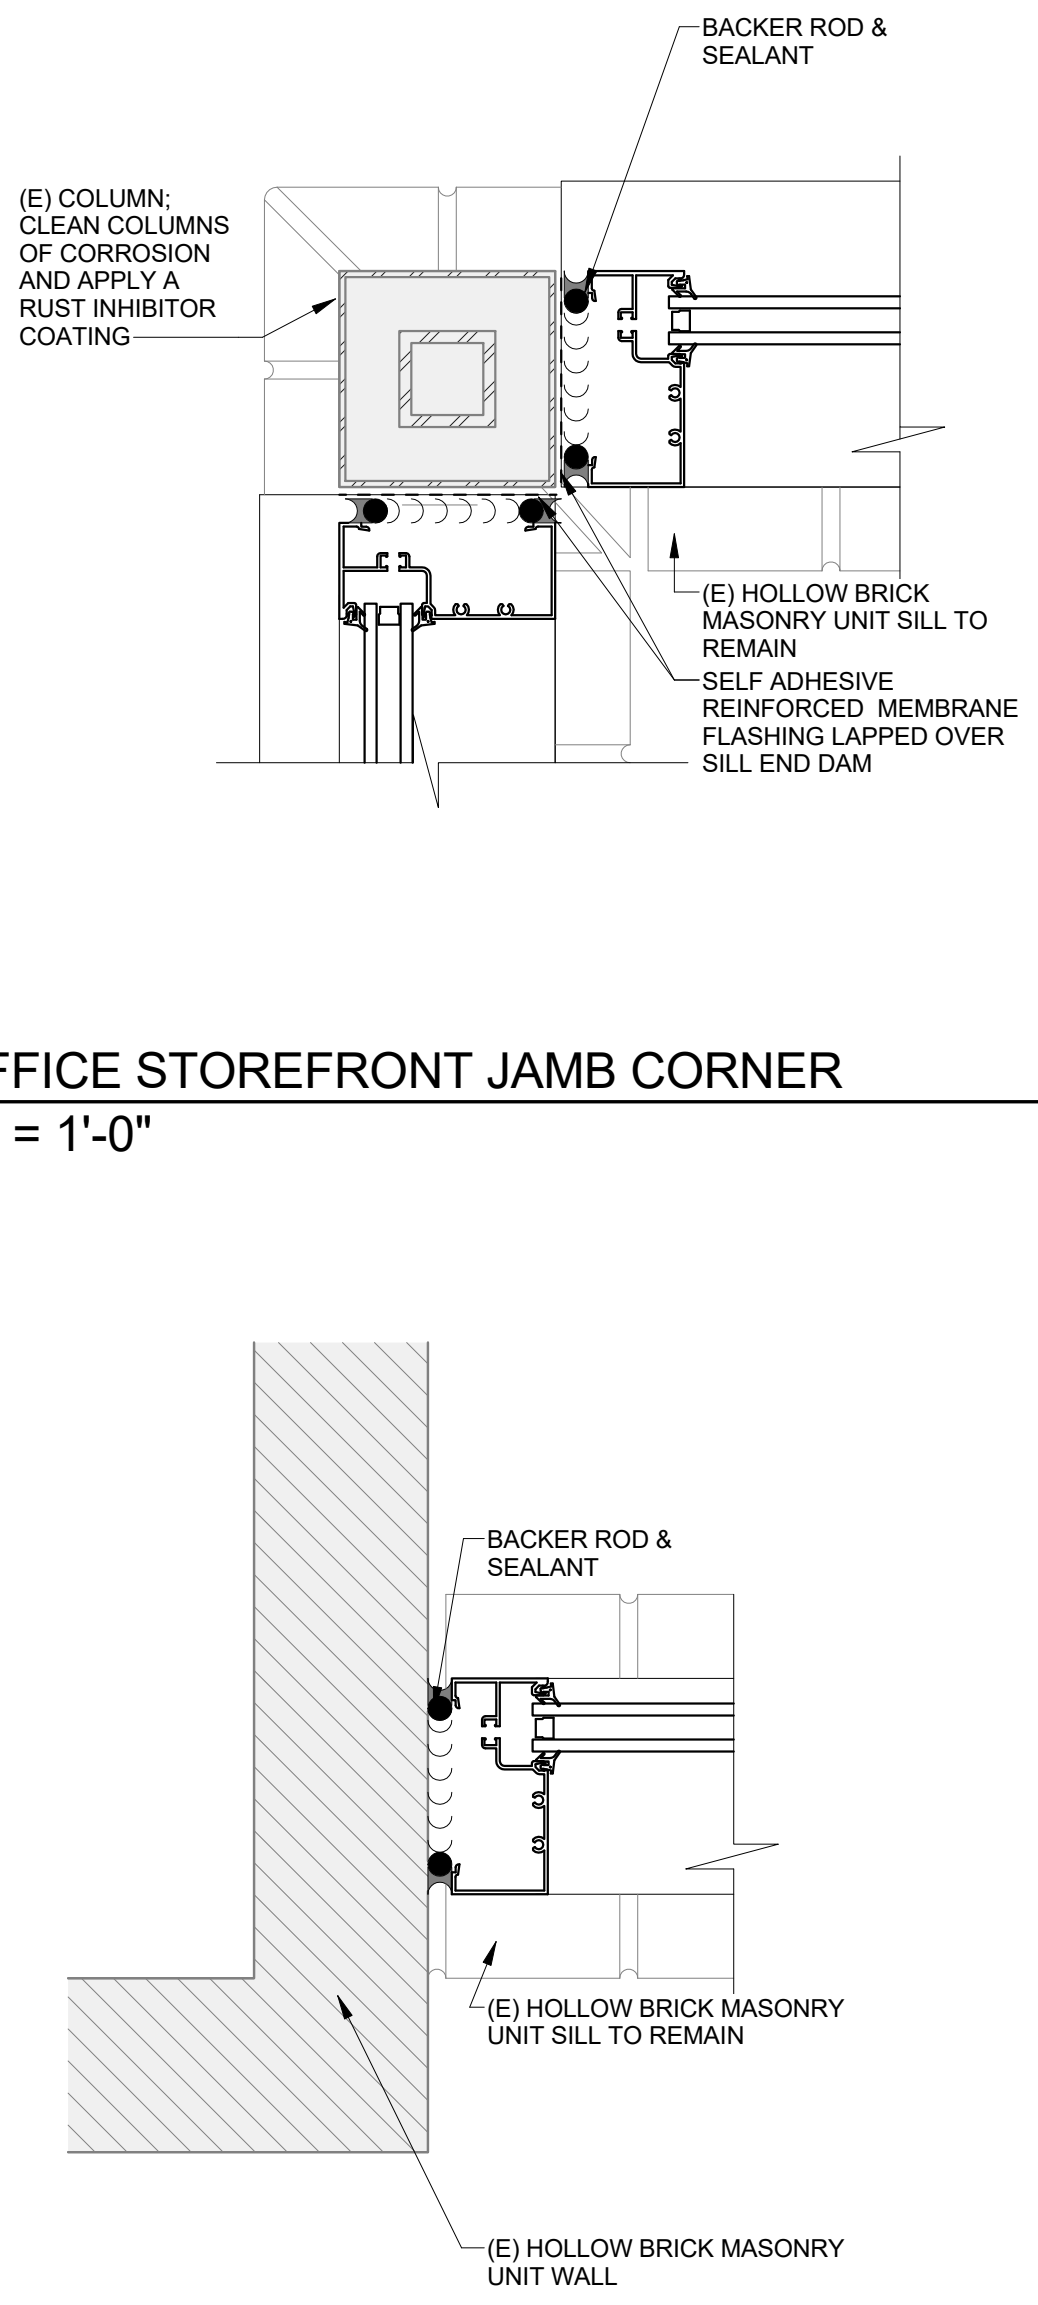 BACKER ROD &
SEALANT
(E) COLUMN;
CLEAN COLUMNS
OF CORROSION
AND APPLY A
RUST INHIBITOR
COATING
(E) HOLLOW BRICK
MASONRY UNIT SILL TO
REMAIN
SELF ADHESIVE
REINFORCED  MEMBRANE
FLASHING LAPPED OVER
SILL END DAM
FFICE STOREFRONT JAMB CORNER
= 1'-0"
BACKER ROD &
SEALANT
(E) HOLLOW BRICK MASONRY
UNIT SILL TO REMAIN
(E) HOLLOW BRICK MASONRY
UNIT WALL